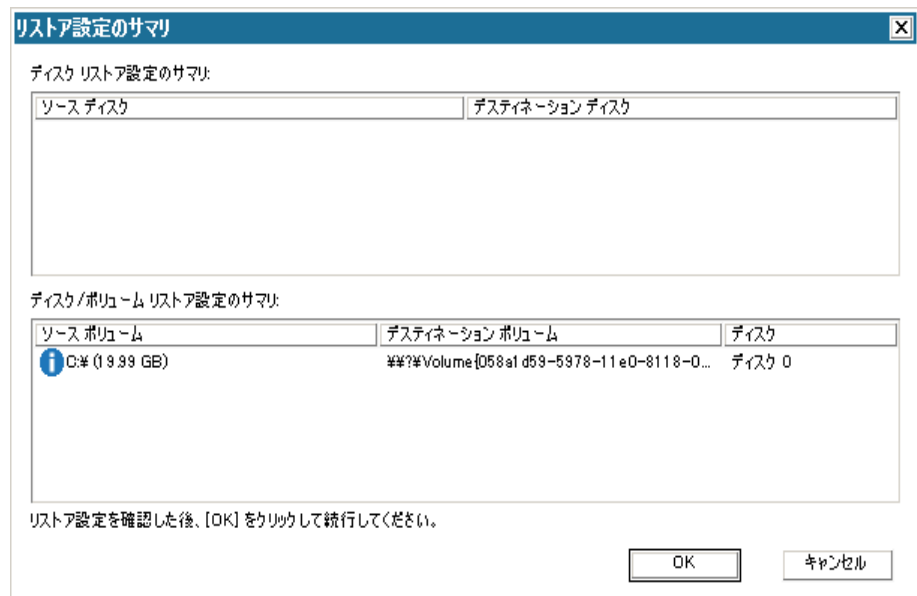 リストア設定のサマリ
ディスク リストア設定のサマリ:
ソース ディスク デスティネーション ディスク
ディスク/ボリューム リストア設定のサマリ:
ソース ボリューム デスティネーション ボリューム ディスク
C:¥ (19.99 GB) ¥¥?¥Volume{058a1d59-5978-11e0-8118-0... ディスク 0
リストア設定を確認した後、[OK] をクリックして続行してください。
OK キャンセル